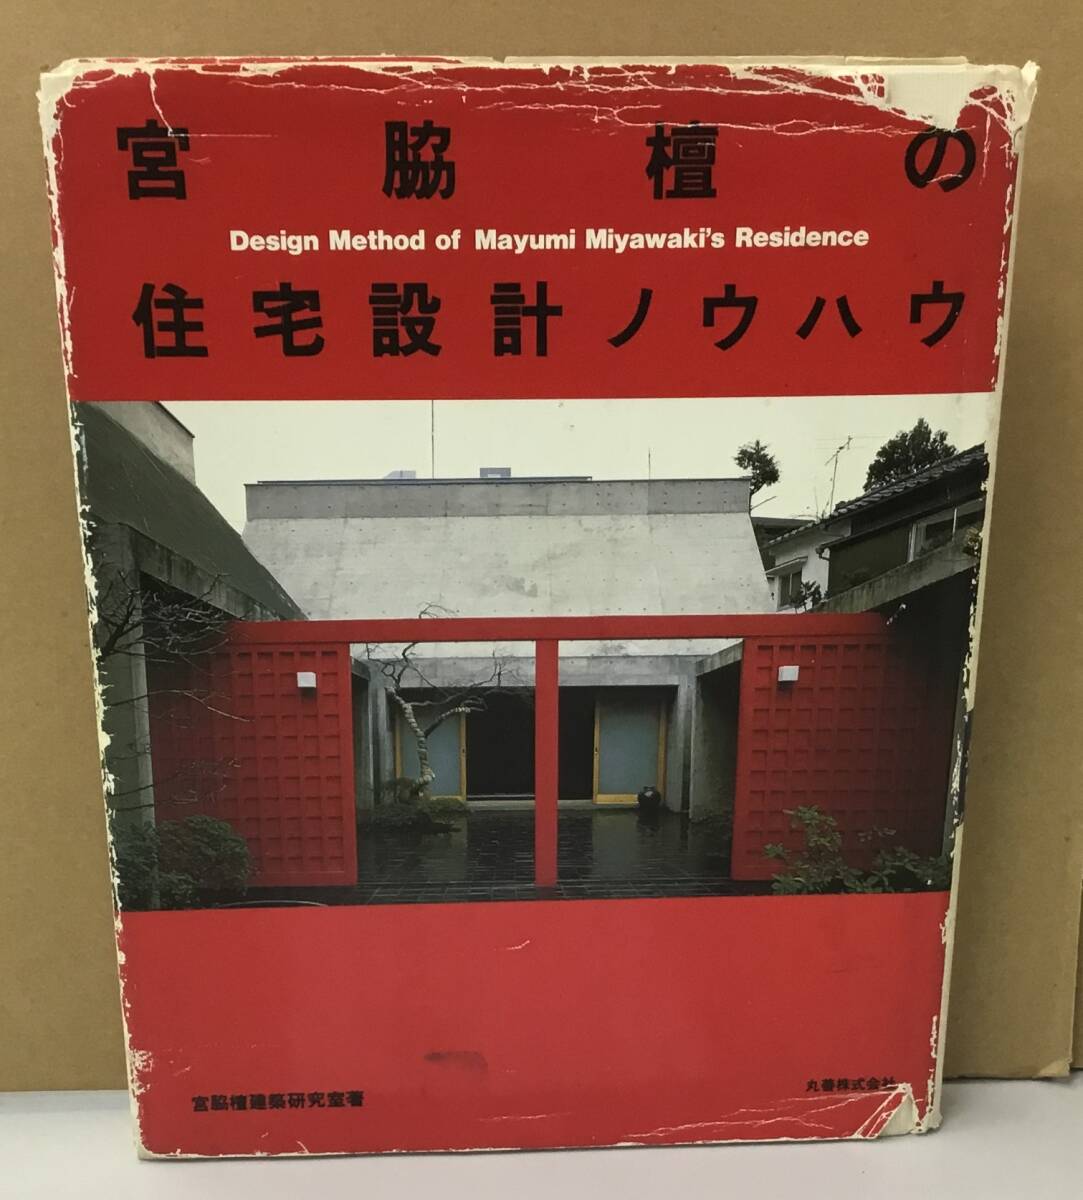 宮脇檀の
Design Method of Mayumi Miyawaki's Residence
住宅設計ノウハウ
宮脇檀建築研究室著
丸善株式会社